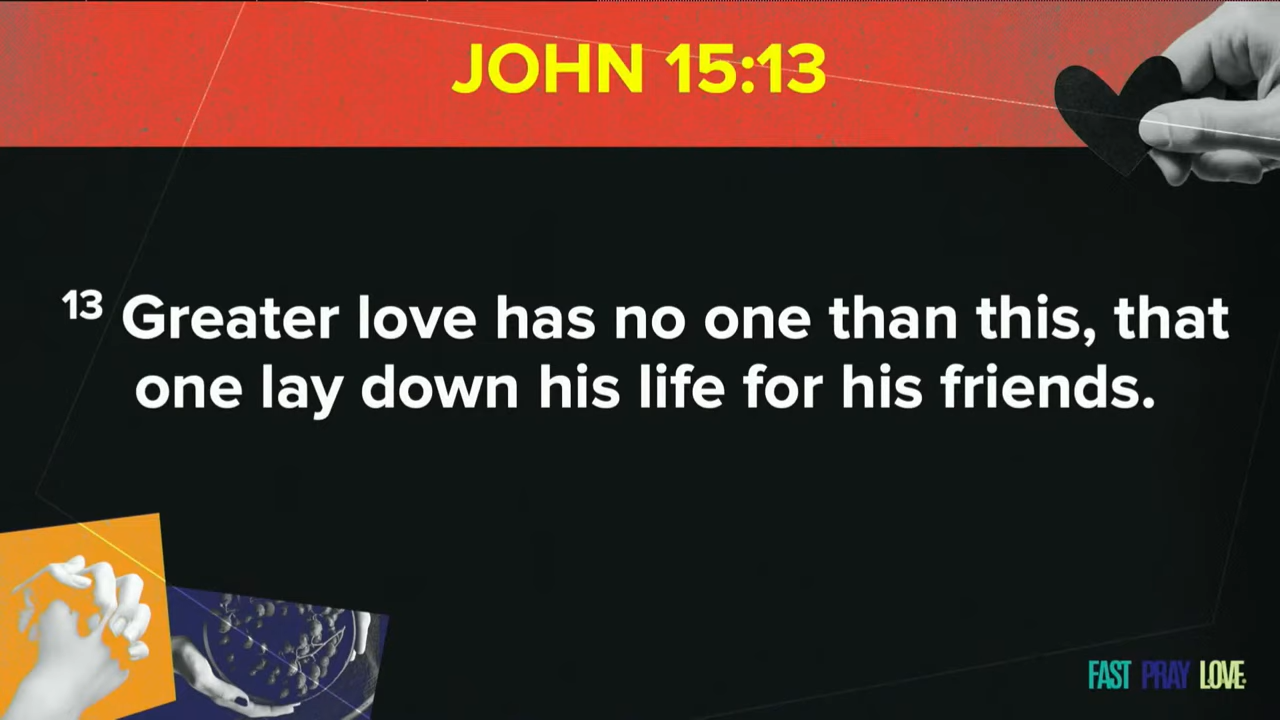 JOHN 15:13
13 Greater love has no one than this, that
one lay down his life for his friends.
FAST PRAY LOVE.